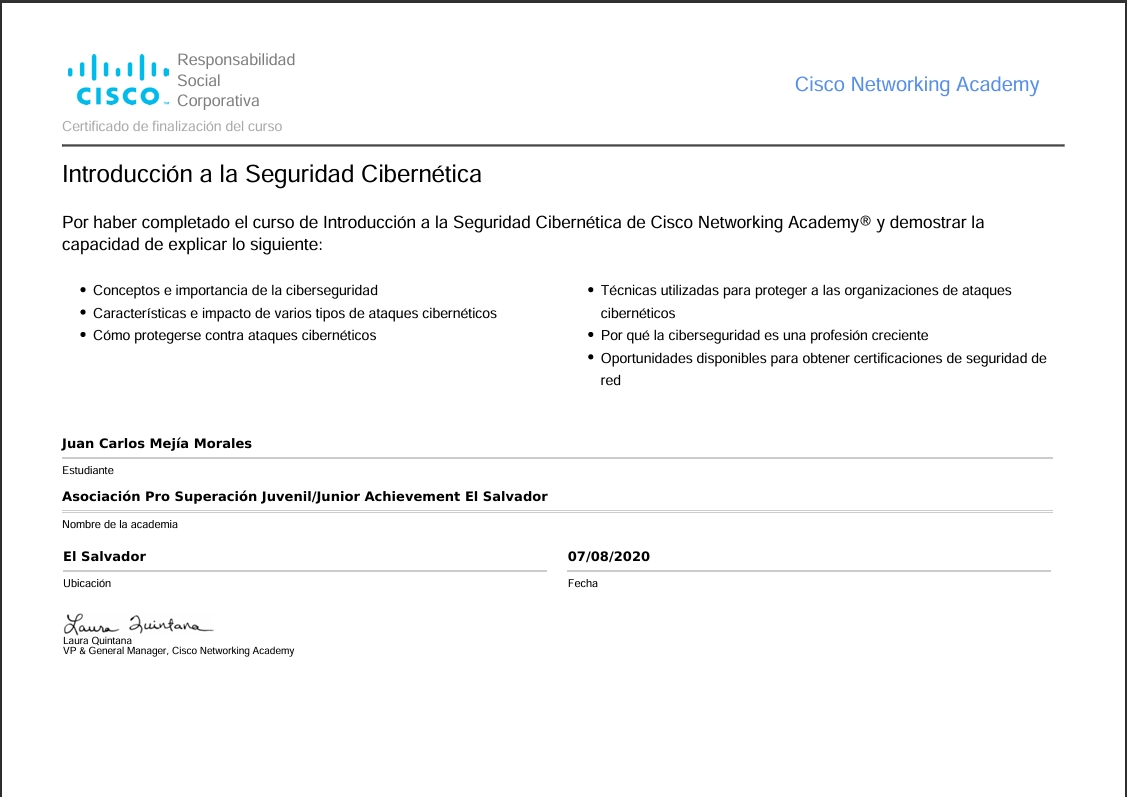 Responsabilidad
Social
Corporativa
CISCO™
Cisco Networking Academy
Certificado de finalización del curso
Introducción a la Seguridad Cibernética
Por haber completado el curso de Introducción a la Seguridad Cibernética de Cisco Networking Academy® y demostrar la
capacidad de explicar lo siguiente:
• Conceptos e importancia de la ciberseguridad
• Características e impacto de varios tipos de ataques cibernéticos
• Cómo protegerse contra ataques cibernéticos
• Técnicas utilizadas para proteger a las organizaciones de ataques
cibernéticos
• Por qué la ciberseguridad es una profesión creciente
• Oportunidades disponibles para obtener certificaciones de seguridad de
red
Juan Carlos Mejía Morales
Estudiante
Asociación Pro Superación Juvenil/Junior Achievement El Salvador
Nombre de la academia
El Salvador
Ubicación
07/08/2020
Fecha
Laura Quintana
Laura Quintana
VP & General Manager, Cisco Networking Academy